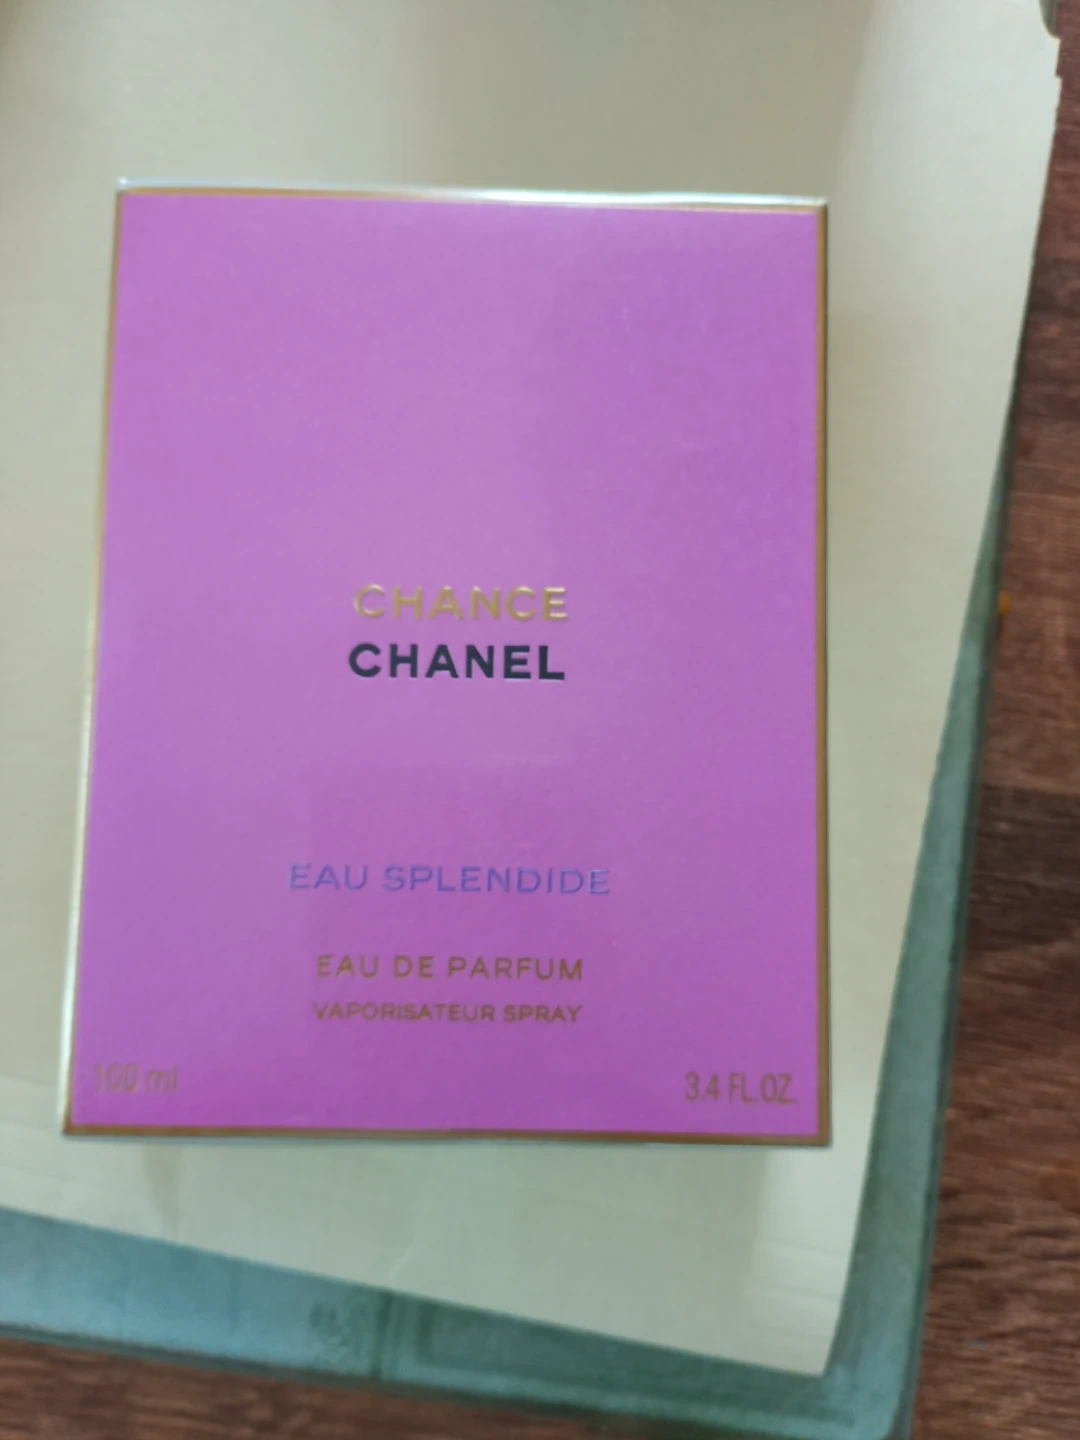 CHANCE
CHANEL
EAU SPLENDIDE
EAU DE PARFUM
VAPORISATEUR SPRAY
100 ml
3.4 FL.OZ.